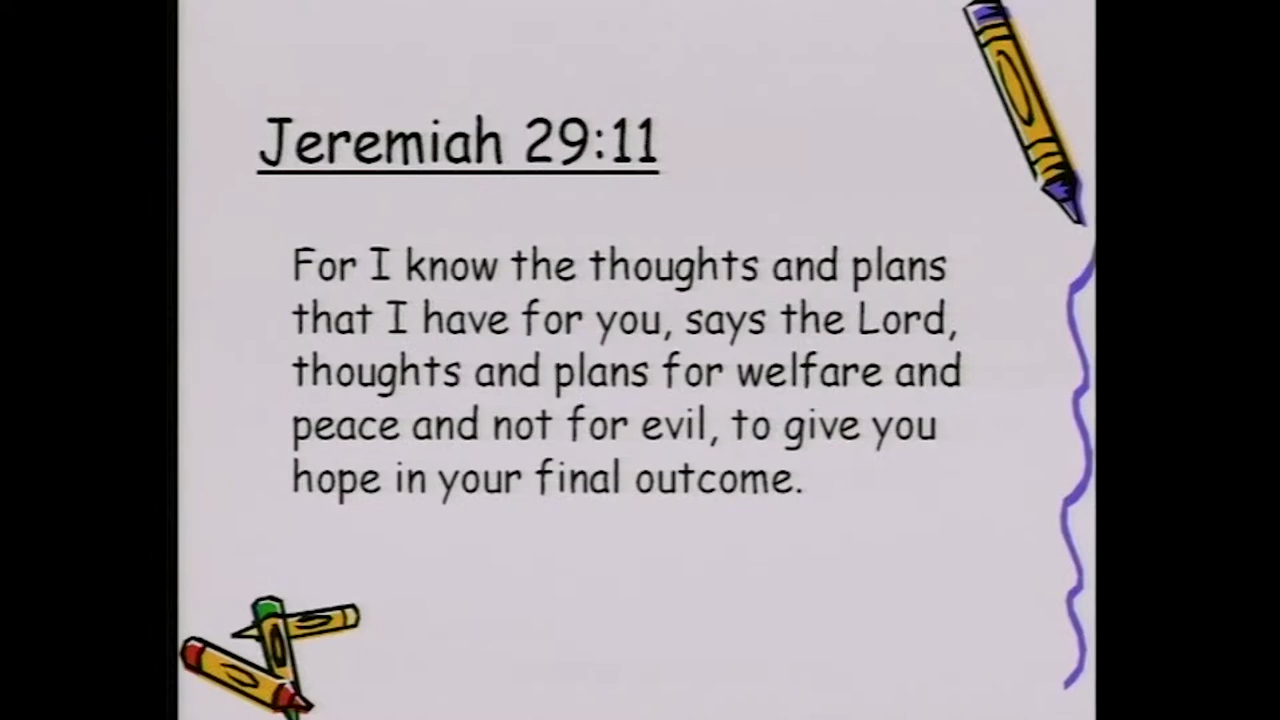 Jeremiah 29:11
For I know the thoughts and plans
that I have for you, says the Lord,
thoughts and plans for welfare and
peace and not for evil, to give you
hope in your final outcome.